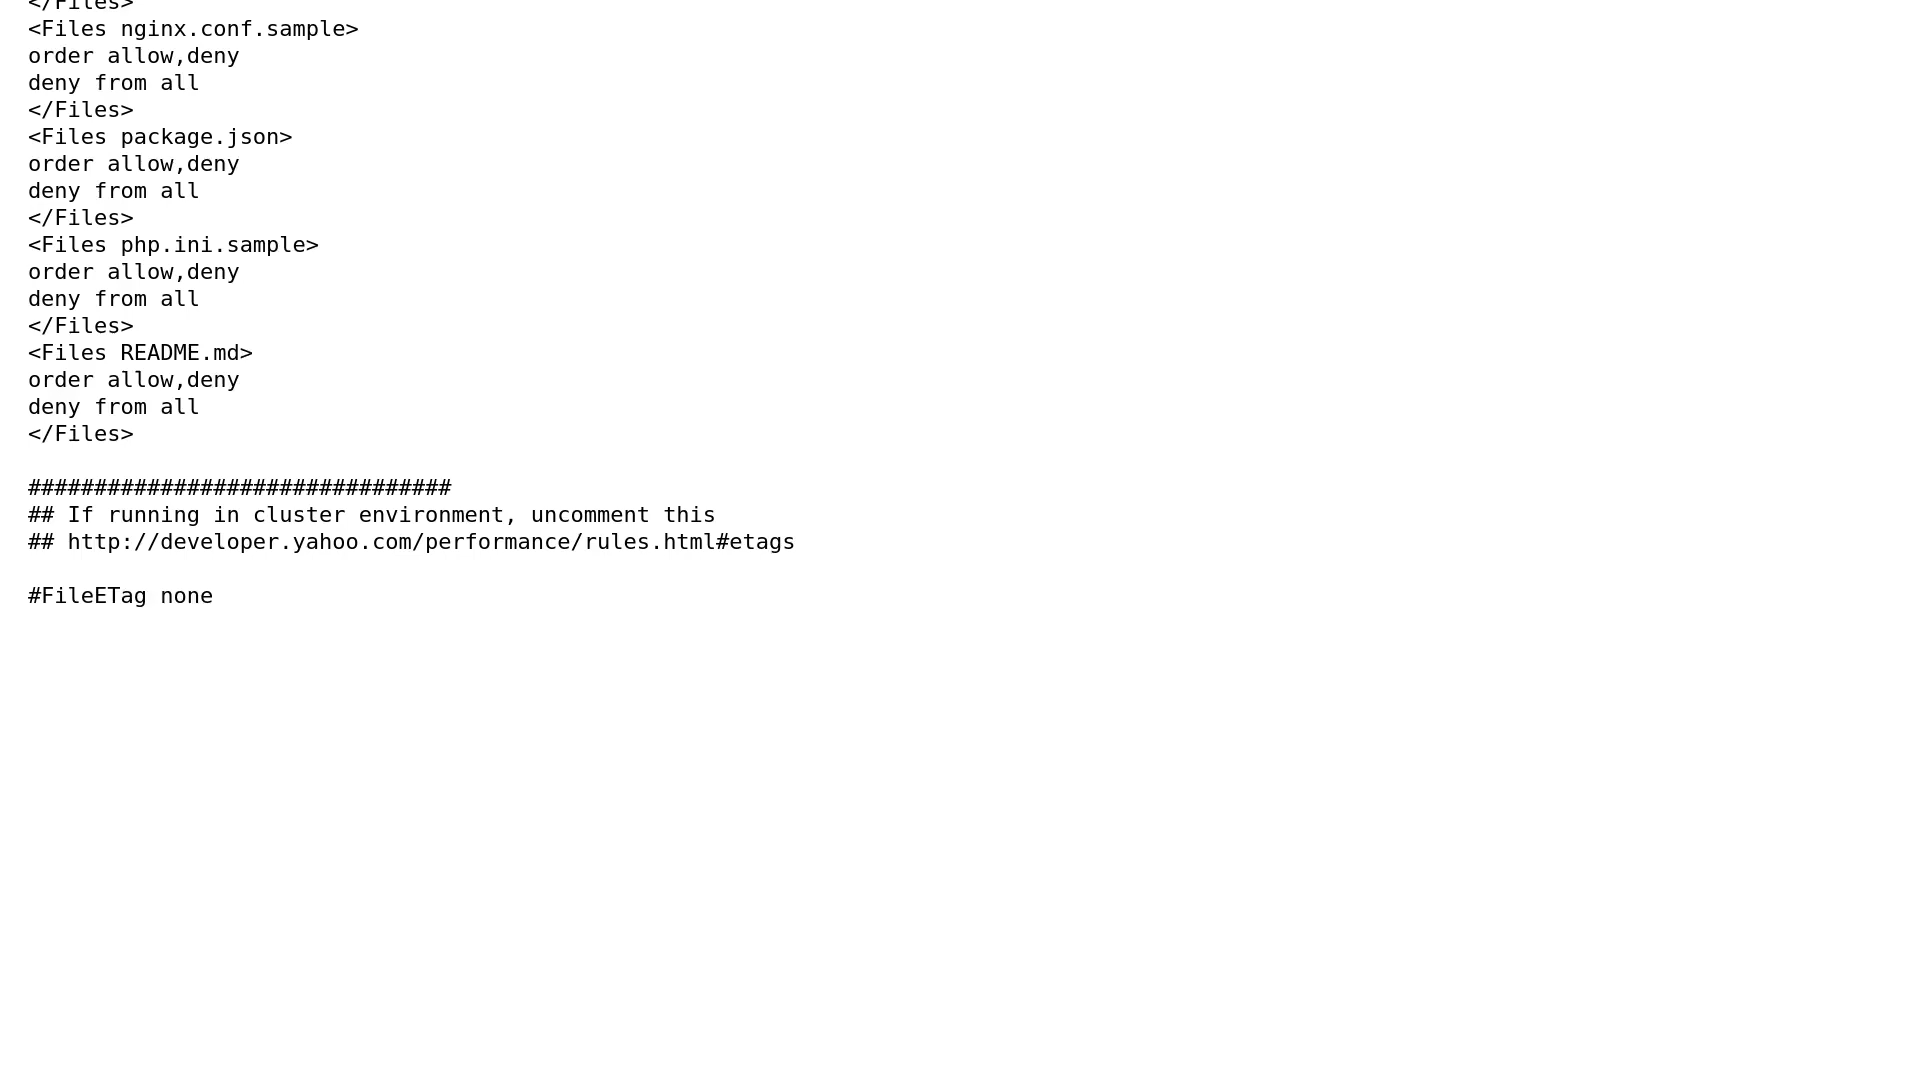 </Files>
<Files nginx.conf.sample>
order allow,deny
deny from all
</Files>
<Files package.json>
order allow,deny
deny from all
</Files>
<Files php.ini.sample>
order allow,deny
deny from all
</Files>
<Files README.md>
order allow,deny
deny from all
</Files>

################################
## If running in cluster environment, uncomment this
## http://developer.yahoo.com/performance/rules.html#etags

#FileETag none